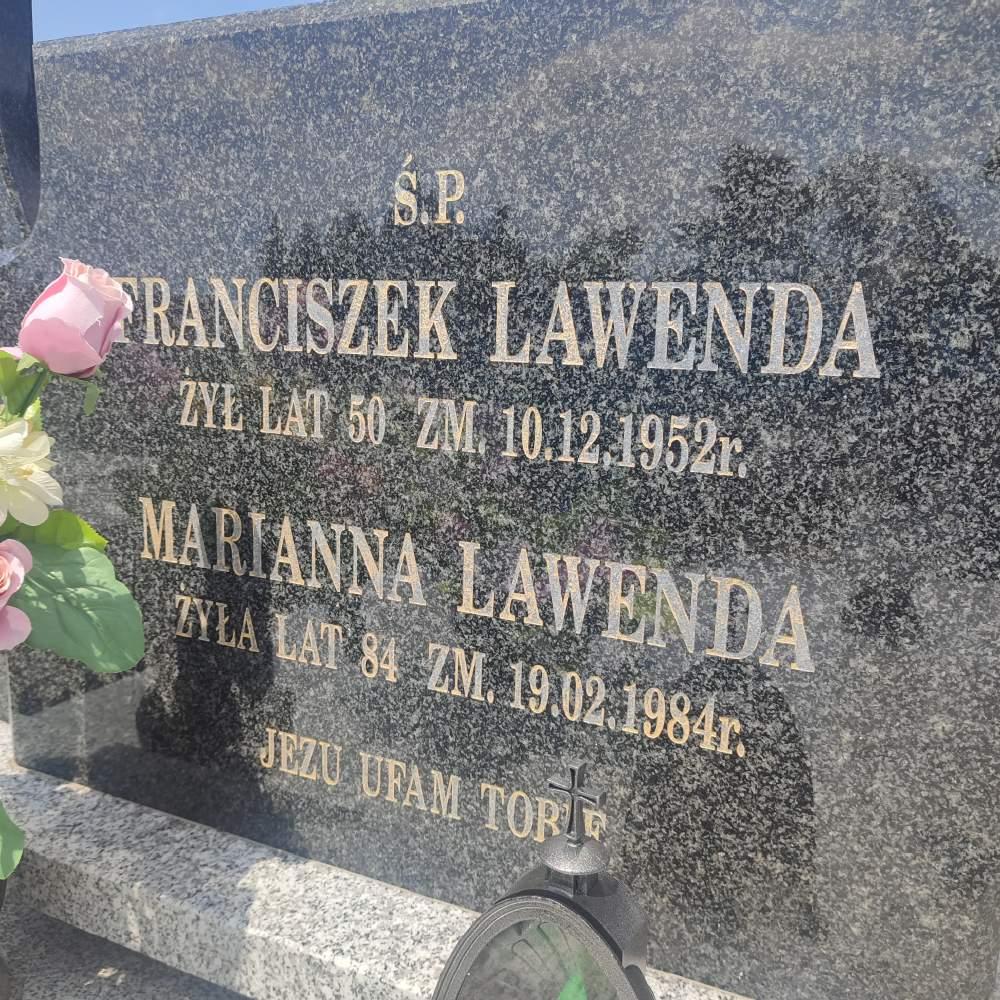 Ś.P.
FRANCISZEK LAWENDA
ŻYŁ LAT 50 ZM. 10.12.1952r.
MARIANNA LAWENDA
ŻYŁA LAT 84 ZM. 19.02.1984r.
JEZU UFAM TOBIE